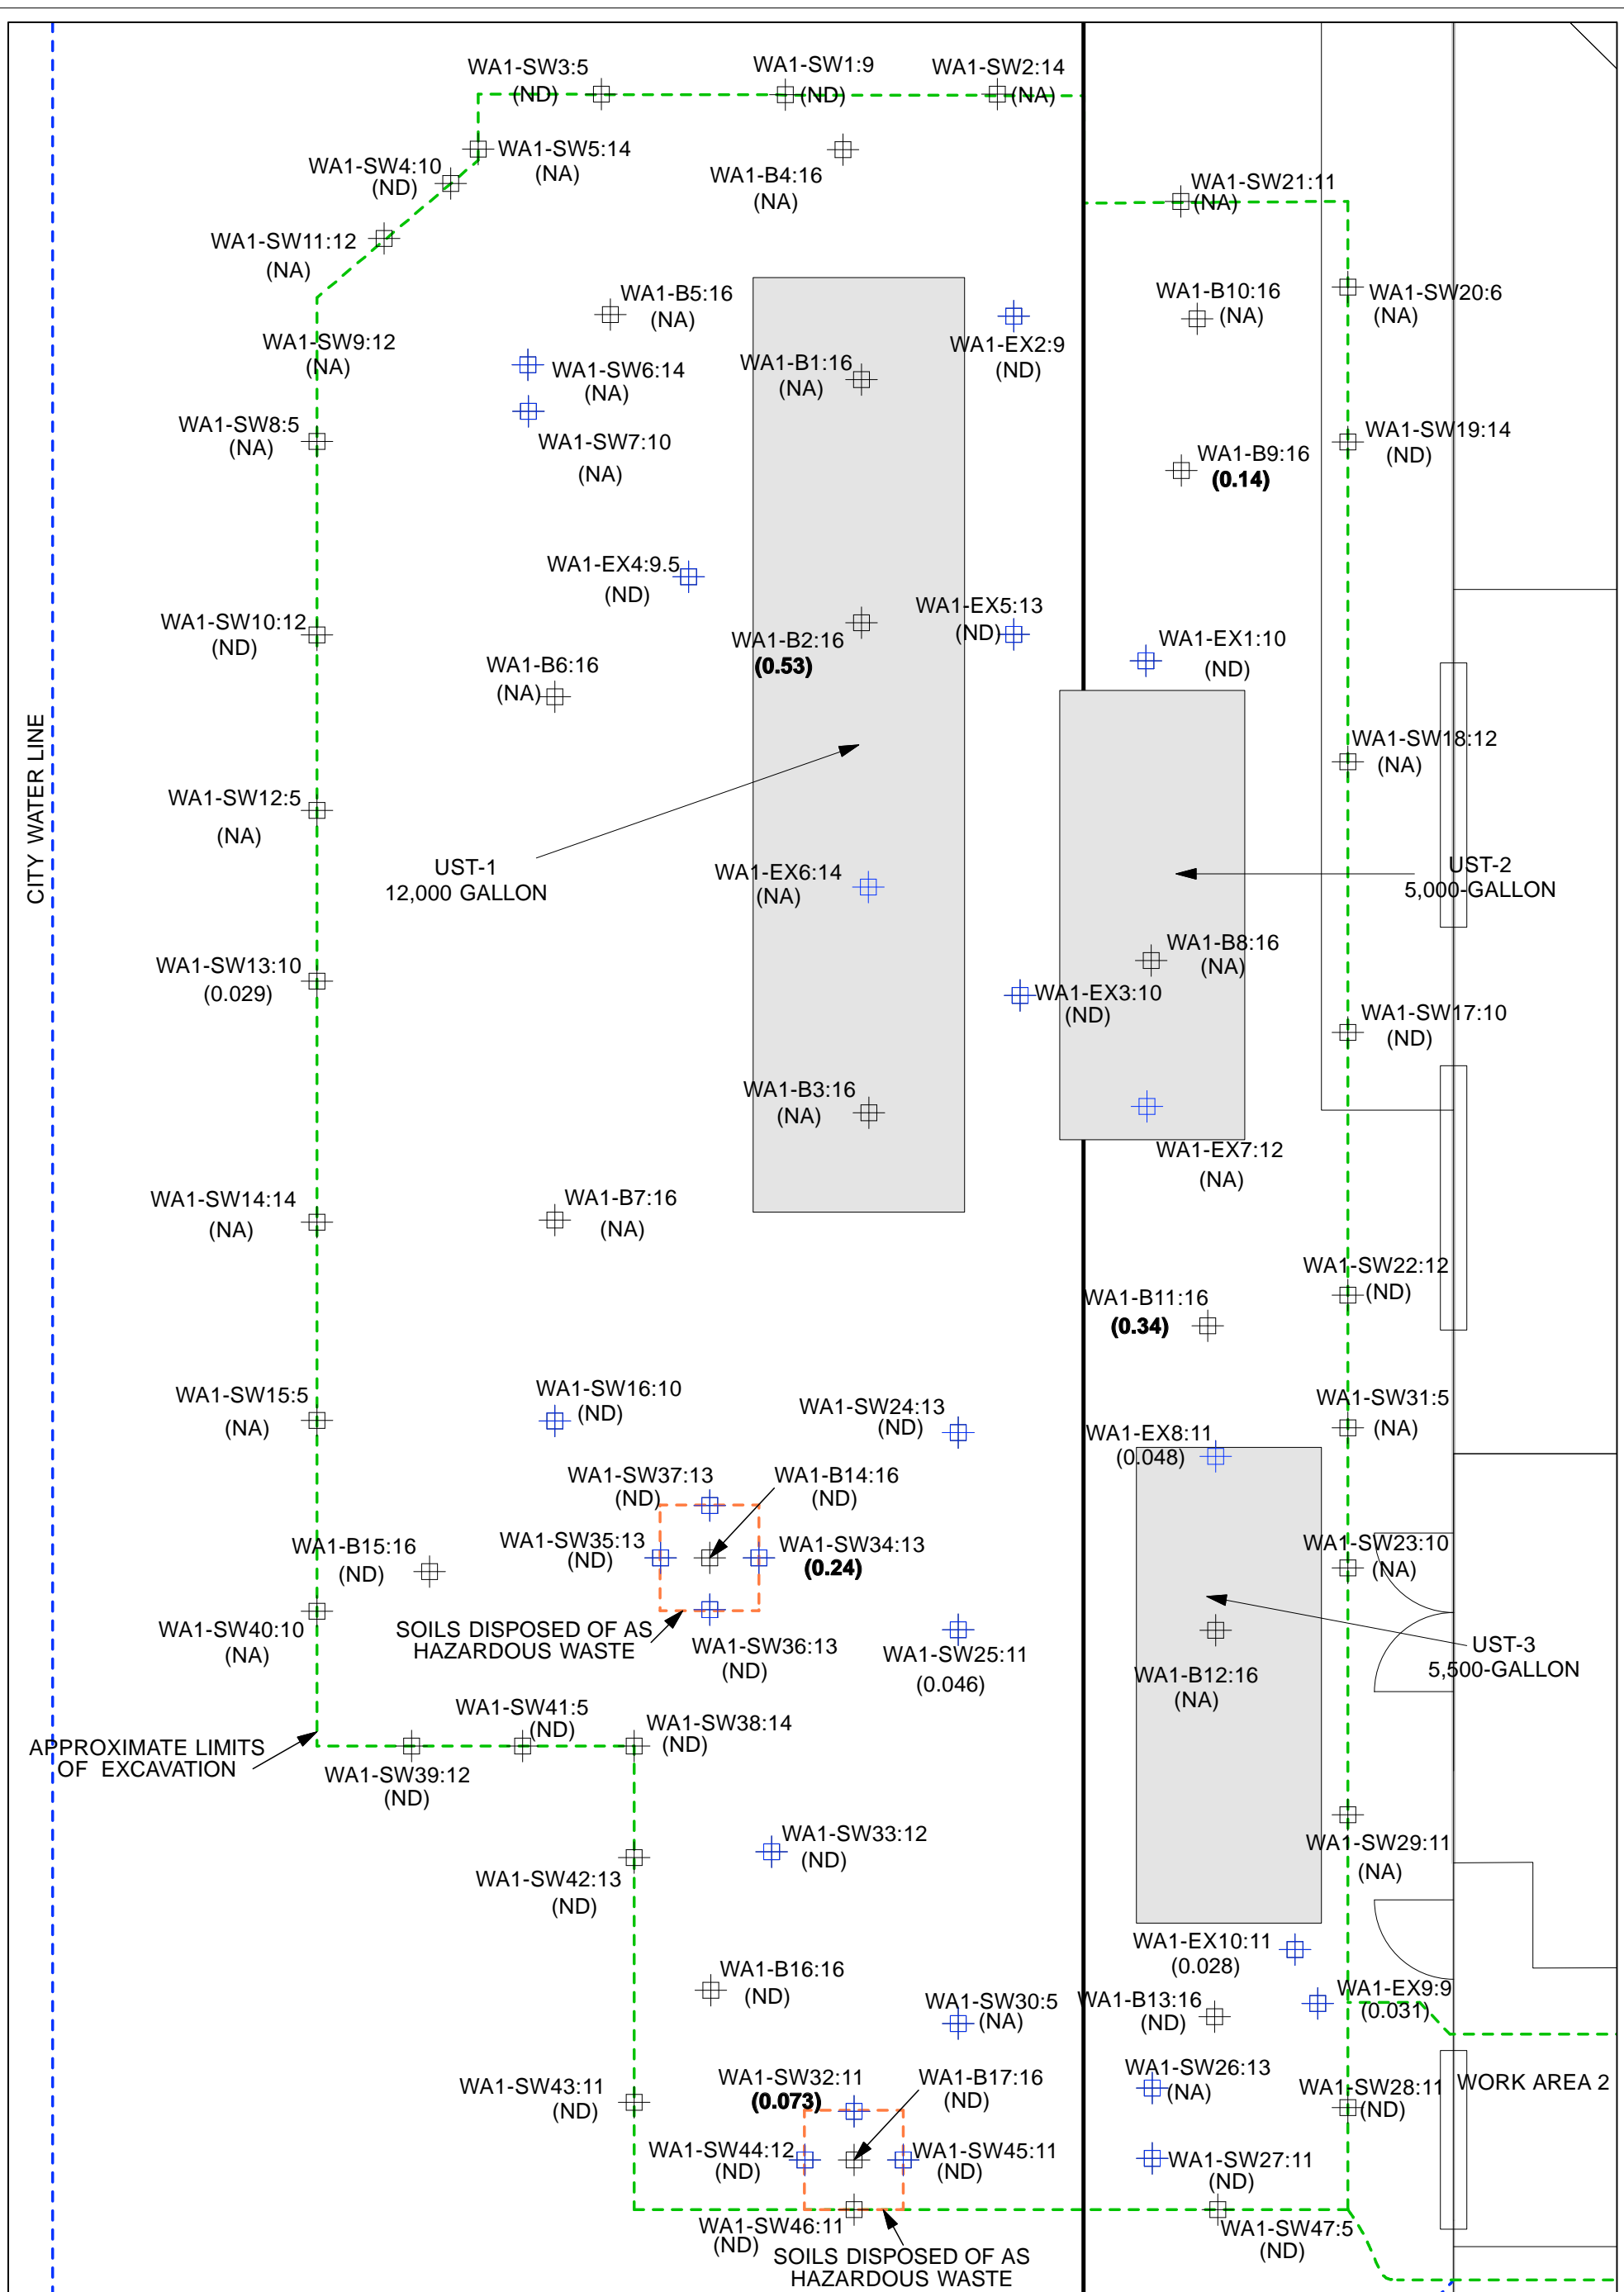 WA1-SW3:5
(ND)
WA1-SW1:9
(ND)
WA1-SW2:14
(NA)
WA1-SW5:14
(NA)
WA1-SW4:10
(ND)
WA1-B4:16
(NA)
WA1-SW21:11
(NA)
WA1-SW11:12
(NA)
WA1-B5:16
(NA)
WA1-B10:16
(NA)
WA1-SW20:6
(NA)
WA1-SW9:12
(NA)
WA1-SW6:14
(NA)
WA1-B1:16
(NA)
WA1-EX2:9
(ND)
WA1-SW8:5
(NA)
WA1-SW7:10
(NA)
WA1-B9:16
(0.14)
WA1-SW19:14
(ND)
WA1-EX4:9.5
(ND)
WA1-EX5:13
(ND)
WA1-SW10:12
(ND)
WA1-B2:16
(0.53)
WA1-EX1:10
(ND)
WA1-B6:16
(NA)
CITY WATER LINE
WA1-SW18:12
(NA)
WA1-SW12:5
(NA)
UST-1
12,000 GALLON
WA1-EX6:14
(NA)
UST-2
5,000-GALLON
WA1-B8:16
(NA)
WA1-SW13:10
(0.029)
WA1-EX3:10
(ND)
WA1-SW17:10
(ND)
WA1-B3:16
(NA)
WA1-EX7:12
(NA)
WA1-SW14:14
(NA)
WA1-B7:16
(NA)
WA1-SW22:12
(ND)
WA1-B11:16
(0.34)
WA1-SW15:5
(NA)
WA1-SW16:10
(ND)
WA1-SW24:13
(ND)
WA1-SW31:5
(NA)
WA1-EX8:11
(0.048)
WA1-SW37:13
(ND)
WA1-B14:16
(ND)
WA1-B15:16
(ND)
WA1-SW35:13
(ND)
WA1-SW34:13
(0.24)
WA1-SW23:10
(NA)
WA1-SW40:10
(NA)
SOILS DISPOSED OF AS
HAZARDOUS WASTE
WA1-SW36:13
(ND)
WA1-SW25:11
(0.046)
WA1-B12:16
(NA)
UST-3
5,500-GALLON
WA1-SW41:5
(ND)
WA1-SW38:14
(ND)
APPROXIMATE LIMITS
OF EXCAVATION
WA1-SW39:12
(ND)
WA1-SW33:12
(ND)
WA1-SW29:11
(NA)
WA1-SW42:13
(ND)
WA1-EX10:11
(0.028)
WA1-B16:16
(ND)
WA1-SW30:5
(NA)
WA1-B13:16
(ND)
WA1-EX9:9
(0.031)
WA1-SW43:11
(ND)
WA1-SW32:11
(0.073)
WA1-B17:16
(ND)
WA1-SW26:13
(NA)
WA1-SW28:11
(ND)
WORK AREA 2
WA1-SW44:12
(ND)
WA1-SW45:11
(ND)
WA1-SW27:11
(ND)
WA1-SW46:11
(ND)
WA1-SW47:5
(ND)
SOILS DISPOSED OF AS
HAZARDOUS WASTE